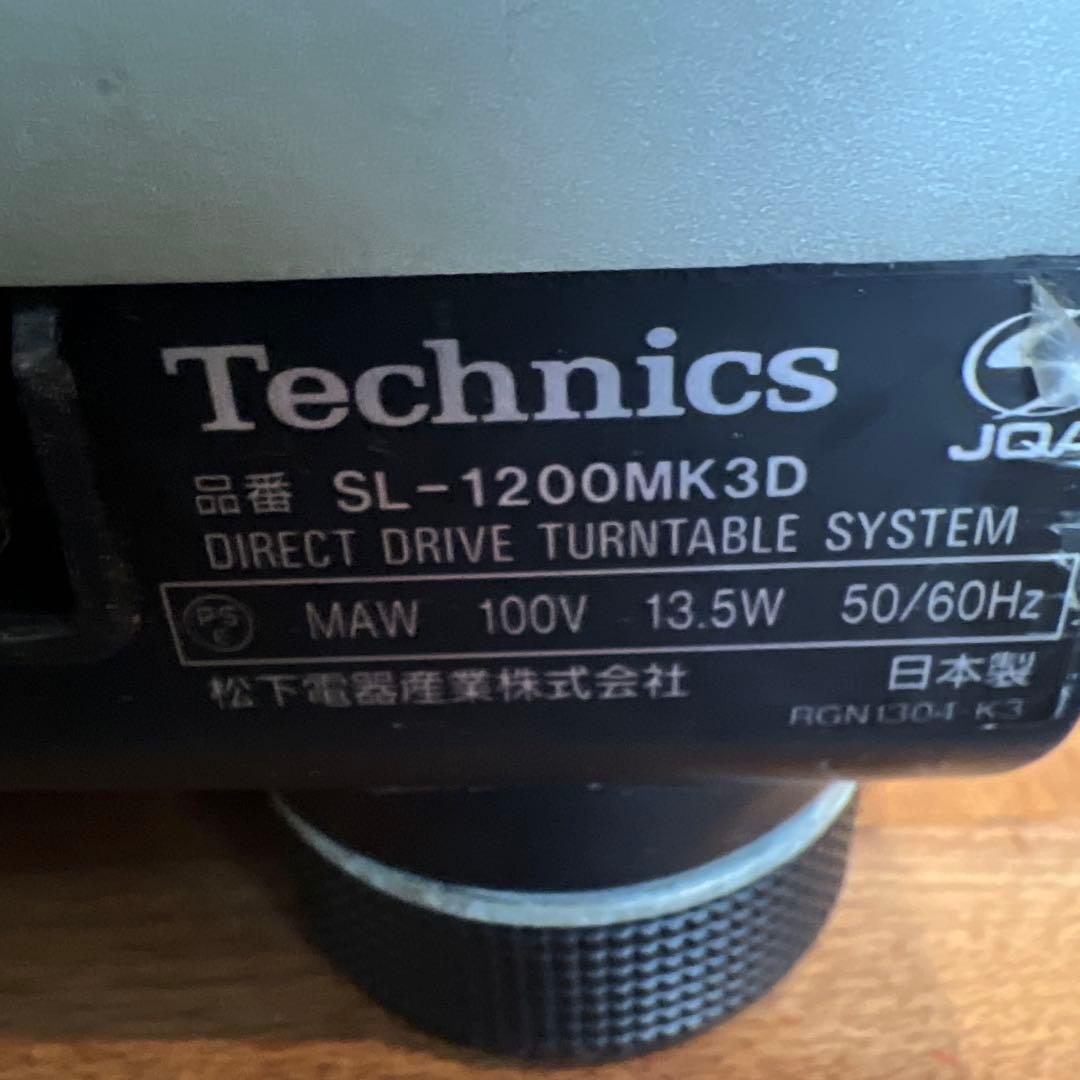 Technics
JQA
品番 SL-1200MK3D
DIRECT DRIVE TURNTABLE SYSTEM
PS E MAW 100V 13.5W 50/60Hz
松下電器産業株式会社 日本製
RGN1304-K3